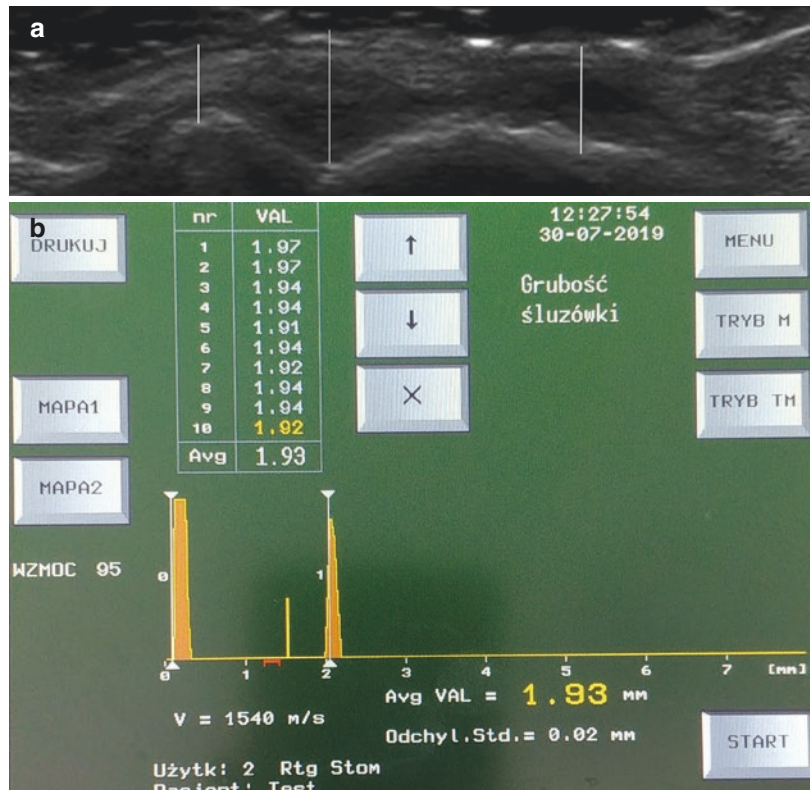 a
b
DRUKUJ
MAPA1
MAPA2
WZMOC 95
nr VAL
1 1.97
2 1.97
3 1.94
4 1.94
5 1.91
6 1.94
7 1.92
8 1.94
9 1.94
10 1.92
Avg 1.93
↑
↓
×
12:27:54
30-07-2019
Grubość
śluzówki
MENU
TRYB M
TRYB TM
0 1
0 1 2 3 4 5 6 7 [mm]
Avg VAL = 1.93 mm
V = 1540 m/s
Odchyl.Std.= 0.02 mm
START
Użytk: 2 Rtg Stom
Pacjent: Test